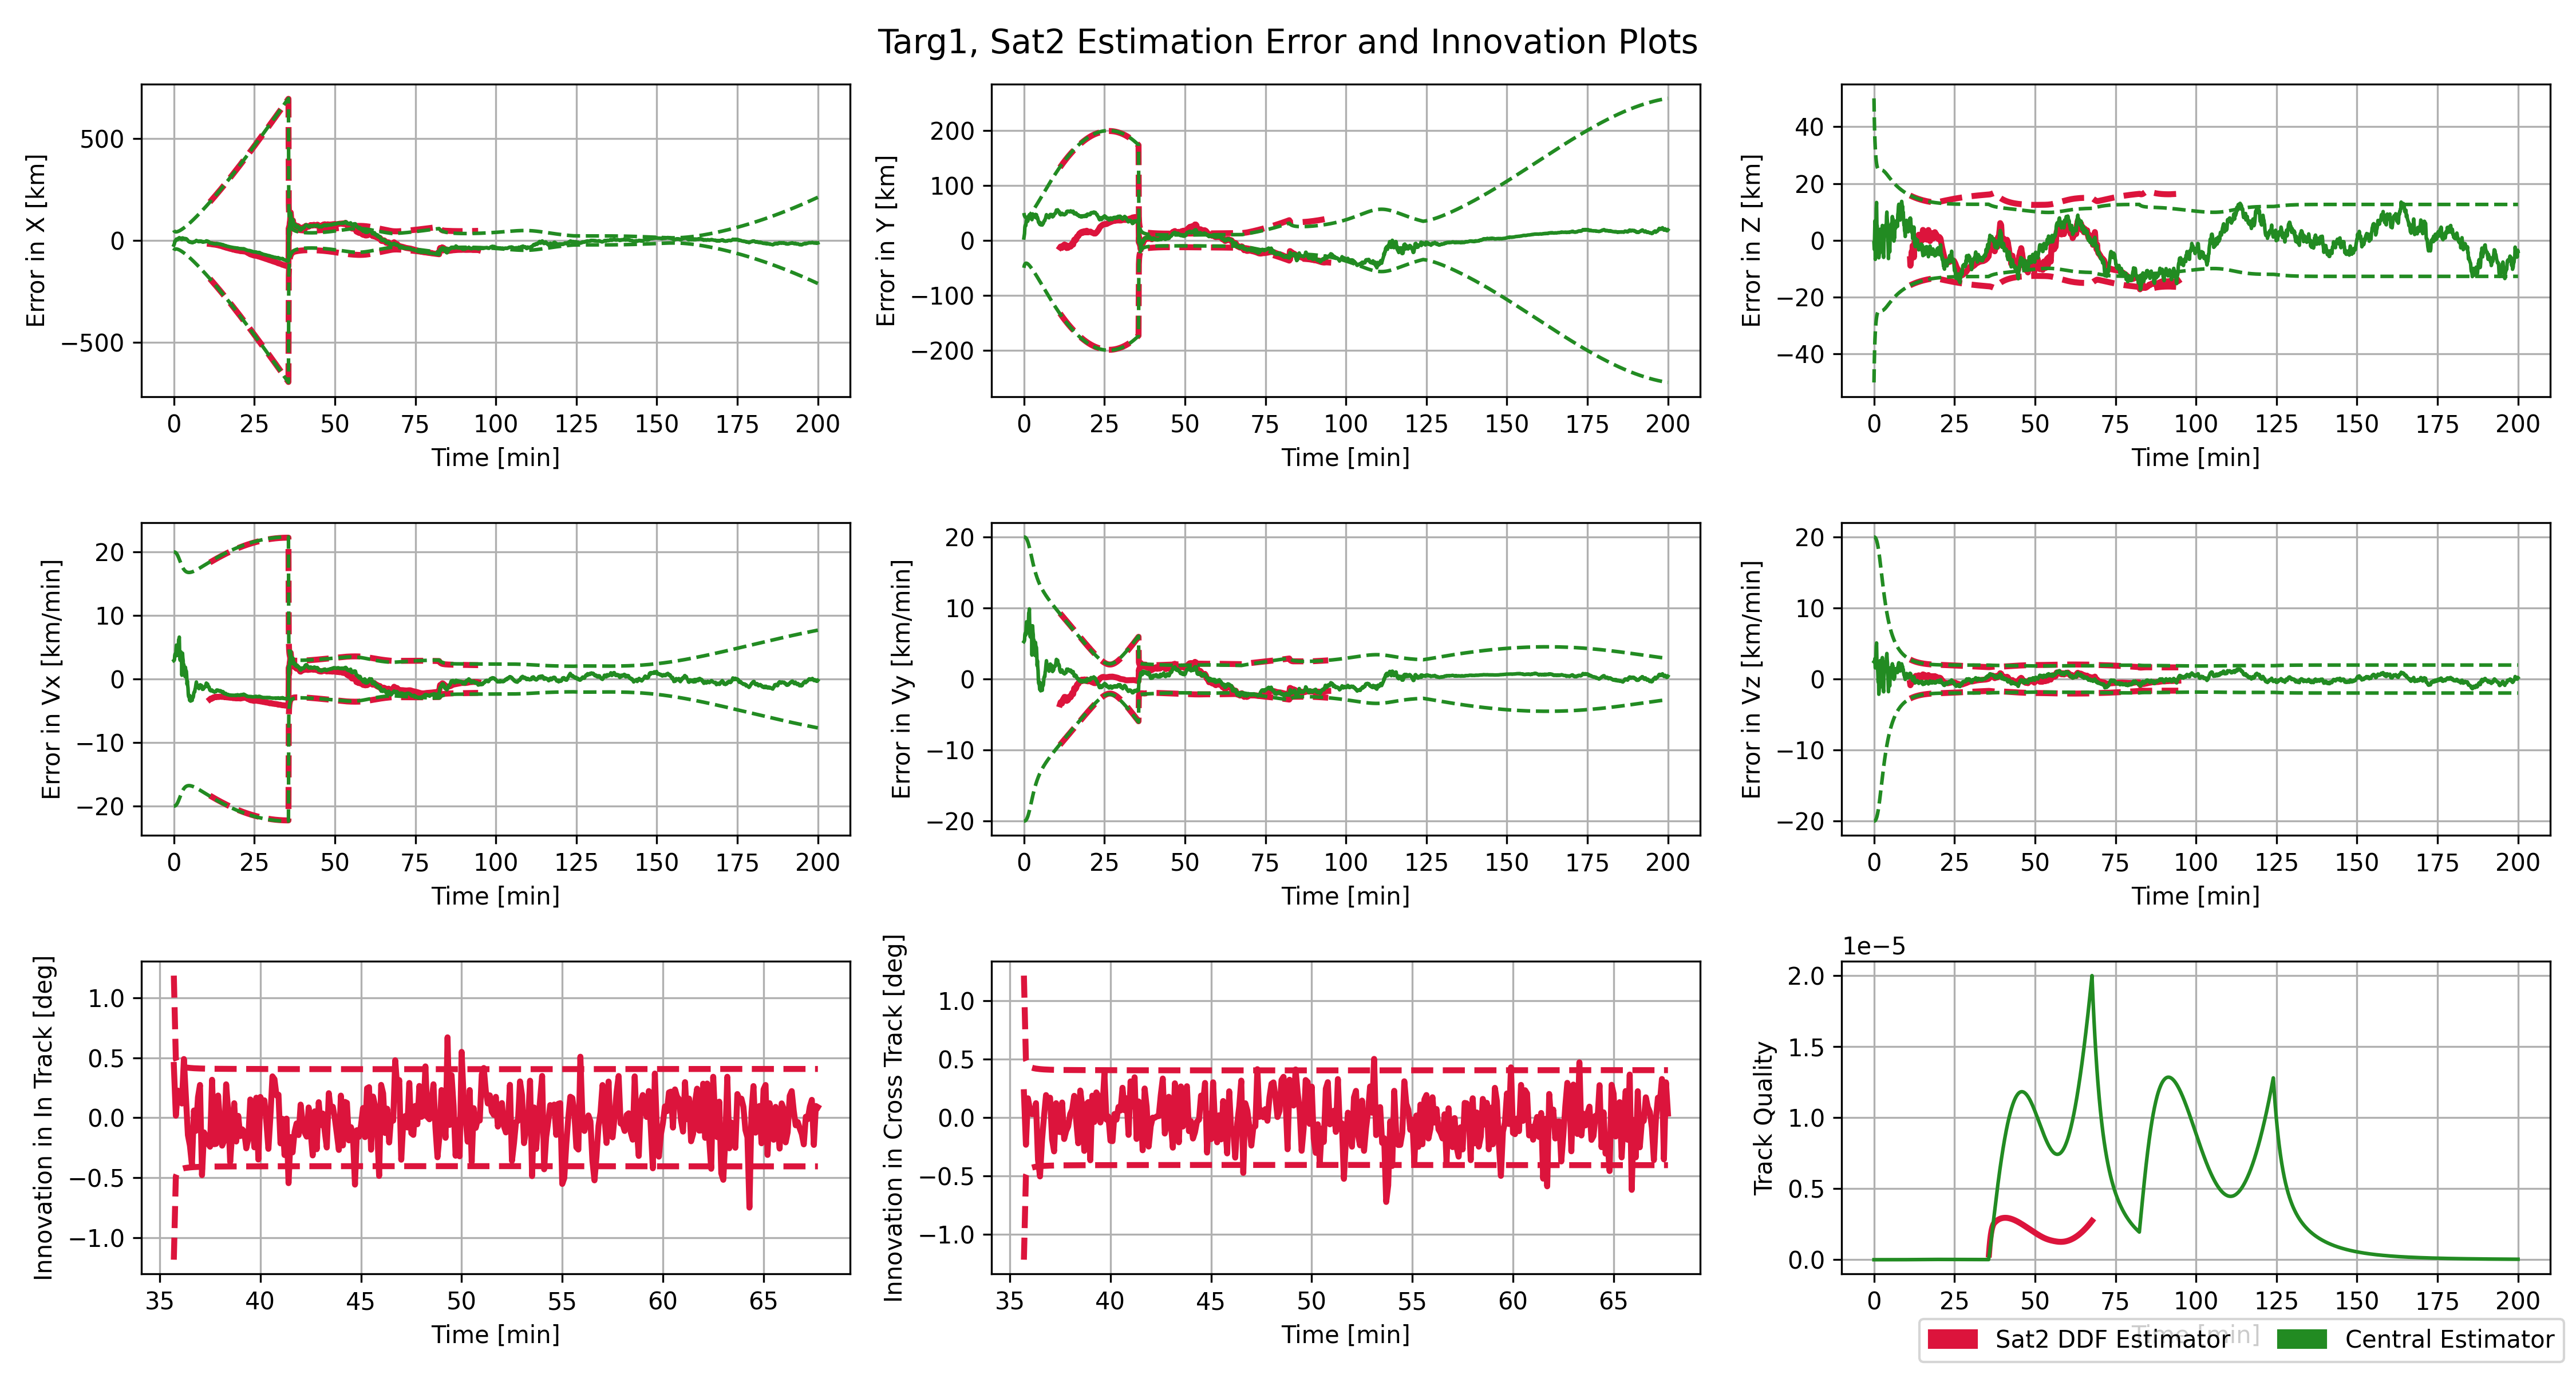 Targ1, Sat2 Estimation Error and Innovation Plots
Error in X [km]
500
0
−500
0 25 50 75 100 125 150 175 200
Time [min]
Error in Y [km]
200
100
0
−100
−200
0 25 50 75 100 125 150 175 200
Time [min]
Error in Z [km]
40
20
0
−20
−40
0 25 50 75 100 125 150 175 200
Time [min]
Error in Vx [km/min]
20
10
0
−10
−20
0 25 50 75 100 125 150 175 200
Time [min]
Error in Vy [km/min]
20
10
0
−10
−20
0 25 50 75 100 125 150 175 200
Time [min]
Error in Vz [km/min]
20
10
0
−10
−20
0 25 50 75 100 125 150 175 200
Time [min]
Innovation in In Track [deg]
1.0
0.5
0.0
−0.5
−1.0
35 40 45 50 55 60 65
Time [min]
Innovation in Cross Track [deg]
1.0
0.5
0.0
−0.5
−1.0
35 40 45 50 55 60 65
Time [min]
1e−5
Track Quality
2.0
1.5
1.0
0.5
0.0
0 25 50 75 100 125 150 175 200
Time [min]
Sat2 DDF Estimator
Central Estimator